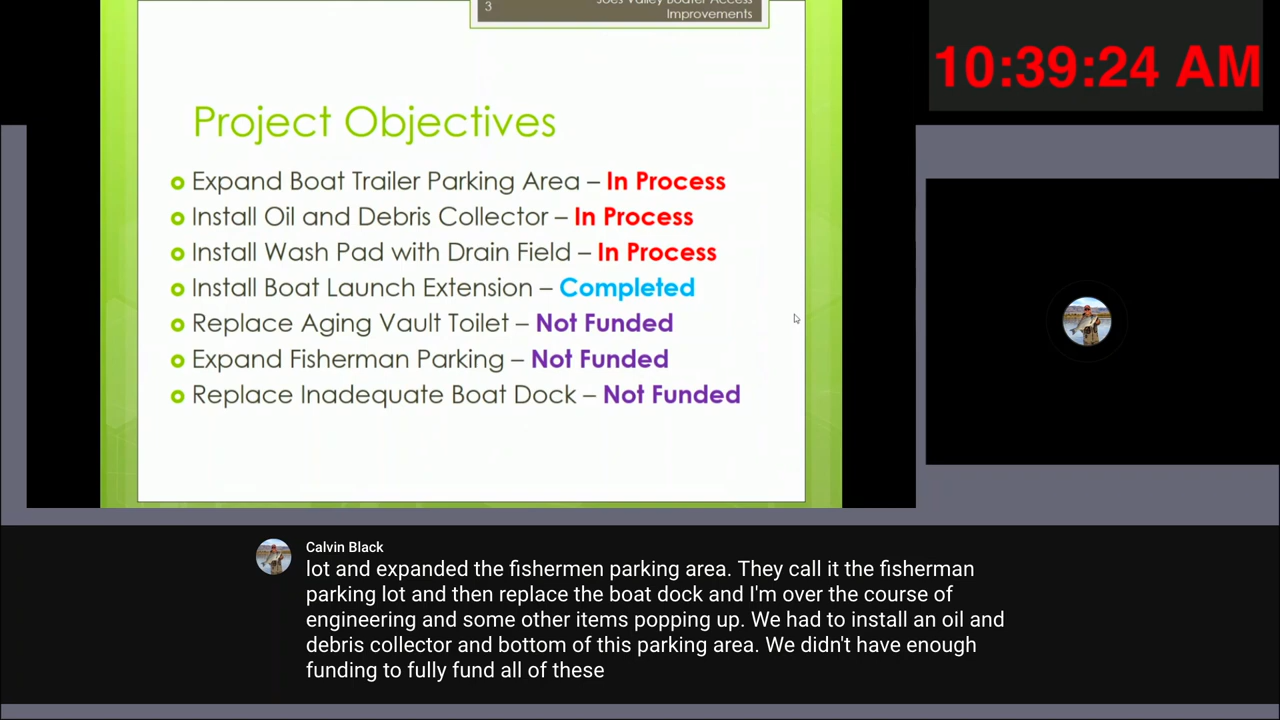 3
Joes Valley Boater Access
Improvements
10:39:24 AM
Project Objectives
Expand Boat Trailer Parking Area – In Process
Install Oil and Debris Collector – In Process
Install Wash Pad with Drain Field – In Process
Install Boat Launch Extension – Completed
Replace Aging Vault Toilet – Not Funded
Expand Fisherman Parking – Not Funded
Replace Inadequate Boat Dock – Not Funded
Calvin Black
lot and expanded the fishermen parking area. They call it the fisherman
parking lot and then replace the boat dock and I'm over the course of
engineering and some other items popping up. We had to install an oil and
debris collector and bottom of this parking area. We didn't have enough
funding to fully fund all of these